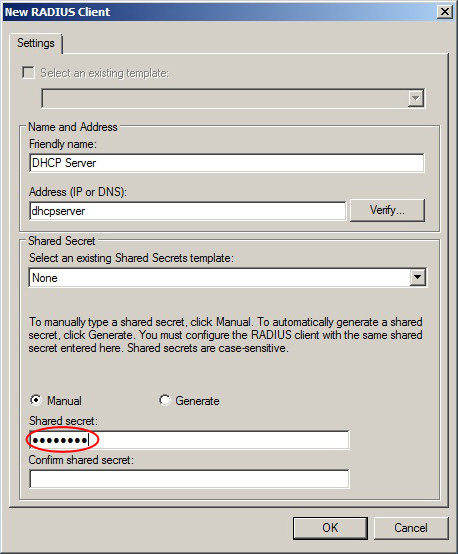 New RADIUS Client
Settings
Select an existing template:
Name and Address
Friendly name:
DHCP Server
Address (IP or DNS):
dhcpserver
Verify...
Shared Secret
Select an existing Shared Secrets template:
None
To manually type a shared secret, click Manual. To automatically generate a shared
secret, click Generate. You must configure the RADIUS client with the same shared
secret entered here. Shared secrets are case-sensitive.
Manual
Generate
Shared secret:
●●●●●●●●
Confirm shared secret:
OK
Cancel